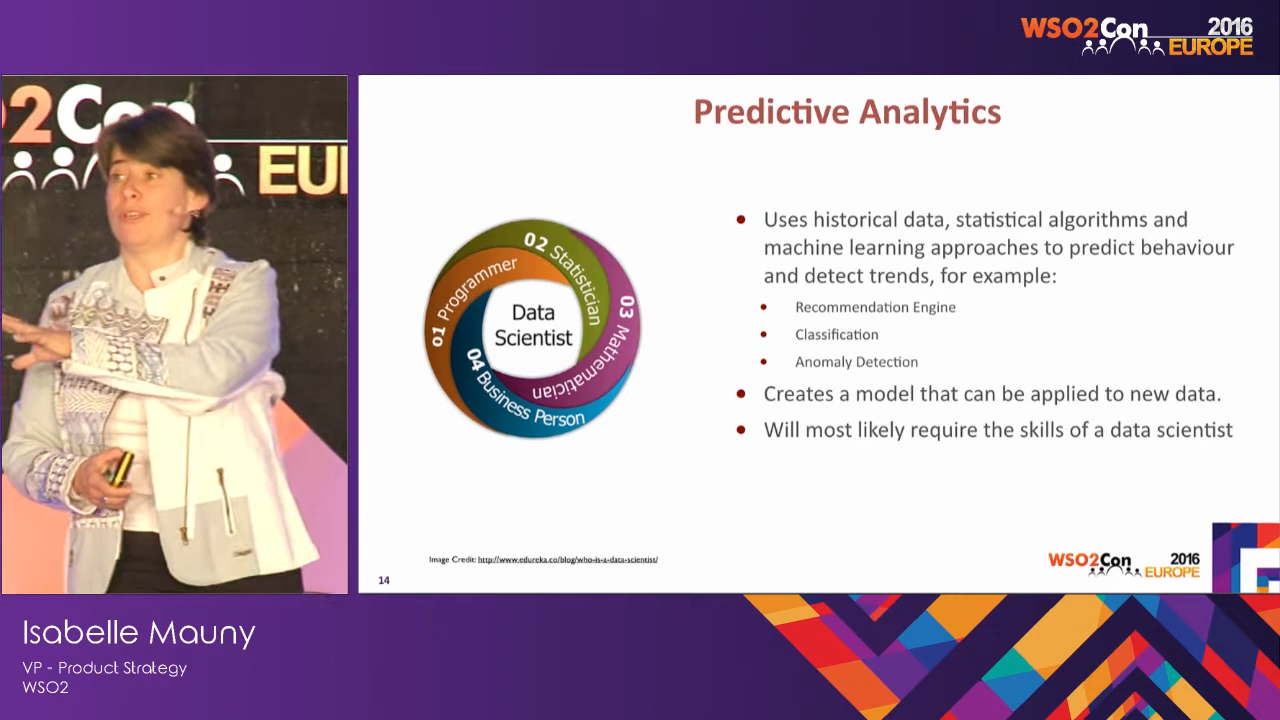 WSO2Con 2016
EUROPE
O2Con
EUR
Predictive Analytics
01 Programmer
02 Statistician
03 Mathematician
04 Business Person
Data
Scientist
• Uses historical data, statistical algorithms and
machine learning approaches to predict behaviour
and detect trends, for example:
• Recommendation Engine
• Classification
• Anomaly Detection
• Creates a model that can be applied to new data.
• Will most likely require the skills of a data scientist
Image Credit: http://www.edureka.co/blog/who-is-a-data-scientist/
14
WSO2Con 2016
EUROPE
Isabelle Mauny
VP - Product Strategy
WSO2